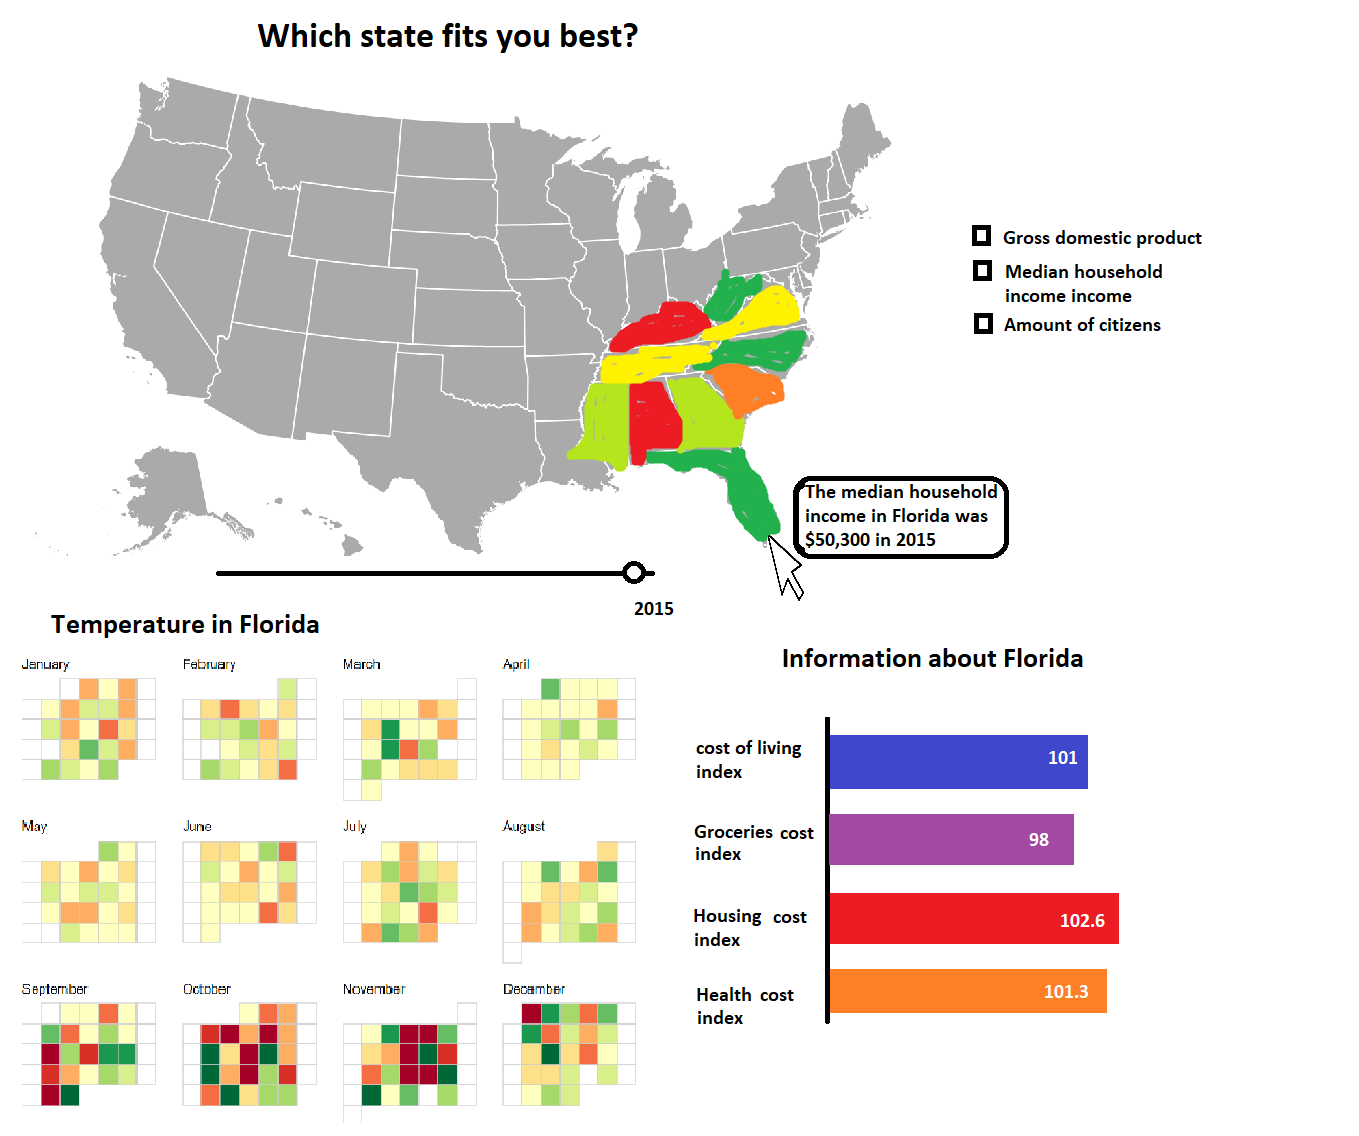 Which state fits you best?
Gross domestic product
Median household
income income
Amount of citizens
The median household
income in Florida was
$50,300 in 2015
2015
Temperature in Florida
January
February
March
April
May
June
July
August
September
October
November
December
Information about Florida
cost of living
index
101
Groceries cost
index
98
Housing cost
index
102.6
Health cost
index
101.3